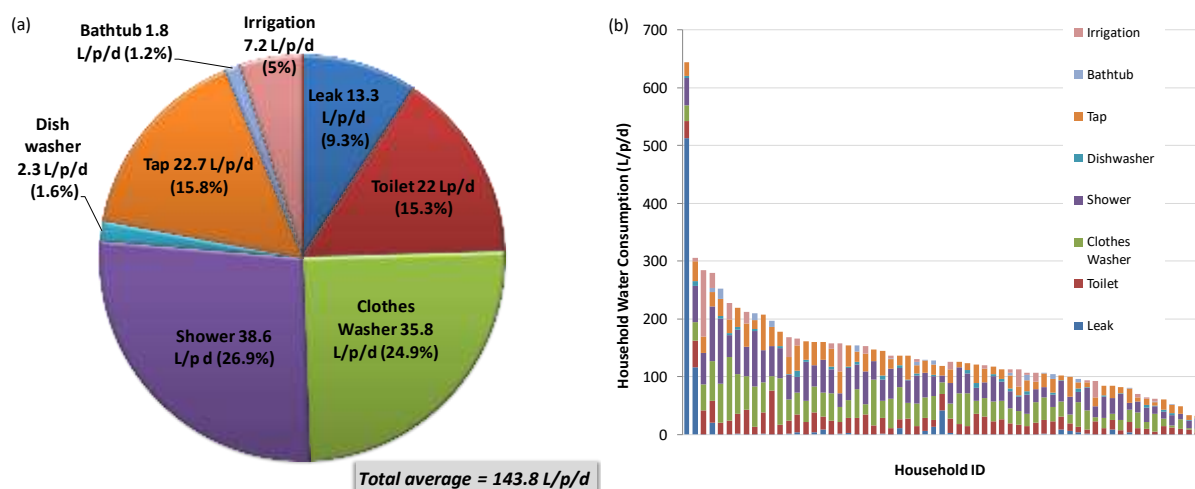 (a)
Bathtub 1.8
L/p/d (1.2%)
Irrigation
7.2 L/p/d
(5%)
Leak 13.3
L/p/d
(9.3%)
Toilet 22 Lp/d
(15.3%)
Clothes
Washer 35.8
L/p/d (24.9%)
Shower 38.6
L/p d (26.9%)
Dish
washer
2.3 L/p/d
(1.6%)
Tap 22.7 L/p/d
(15.8%)
Total average = 143.8 L/p/d
(b)
Household Water Consumption (L/p/d)
700
600
500
400
300
200
100
0
Household ID
Irrigation
Bathtub
Tap
Dishwasher
Shower
Clothes
Washer
Toilet
Leak